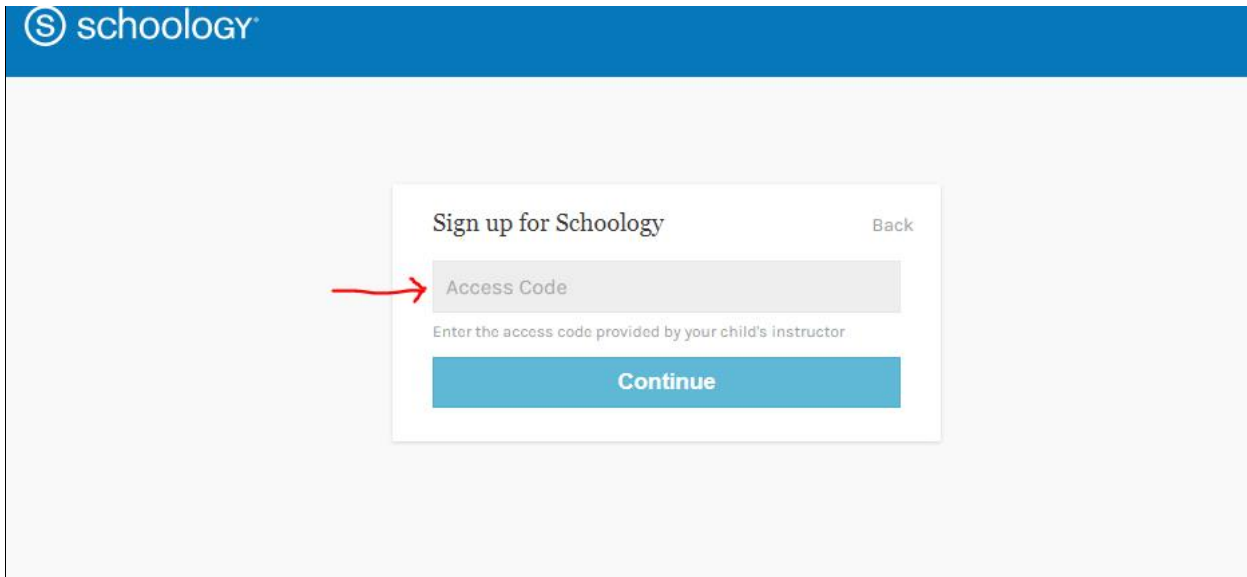 S schooloGY
Sign up for Schoology
Back
Access Code
Enter the access code provided by your child's instructor
Continue